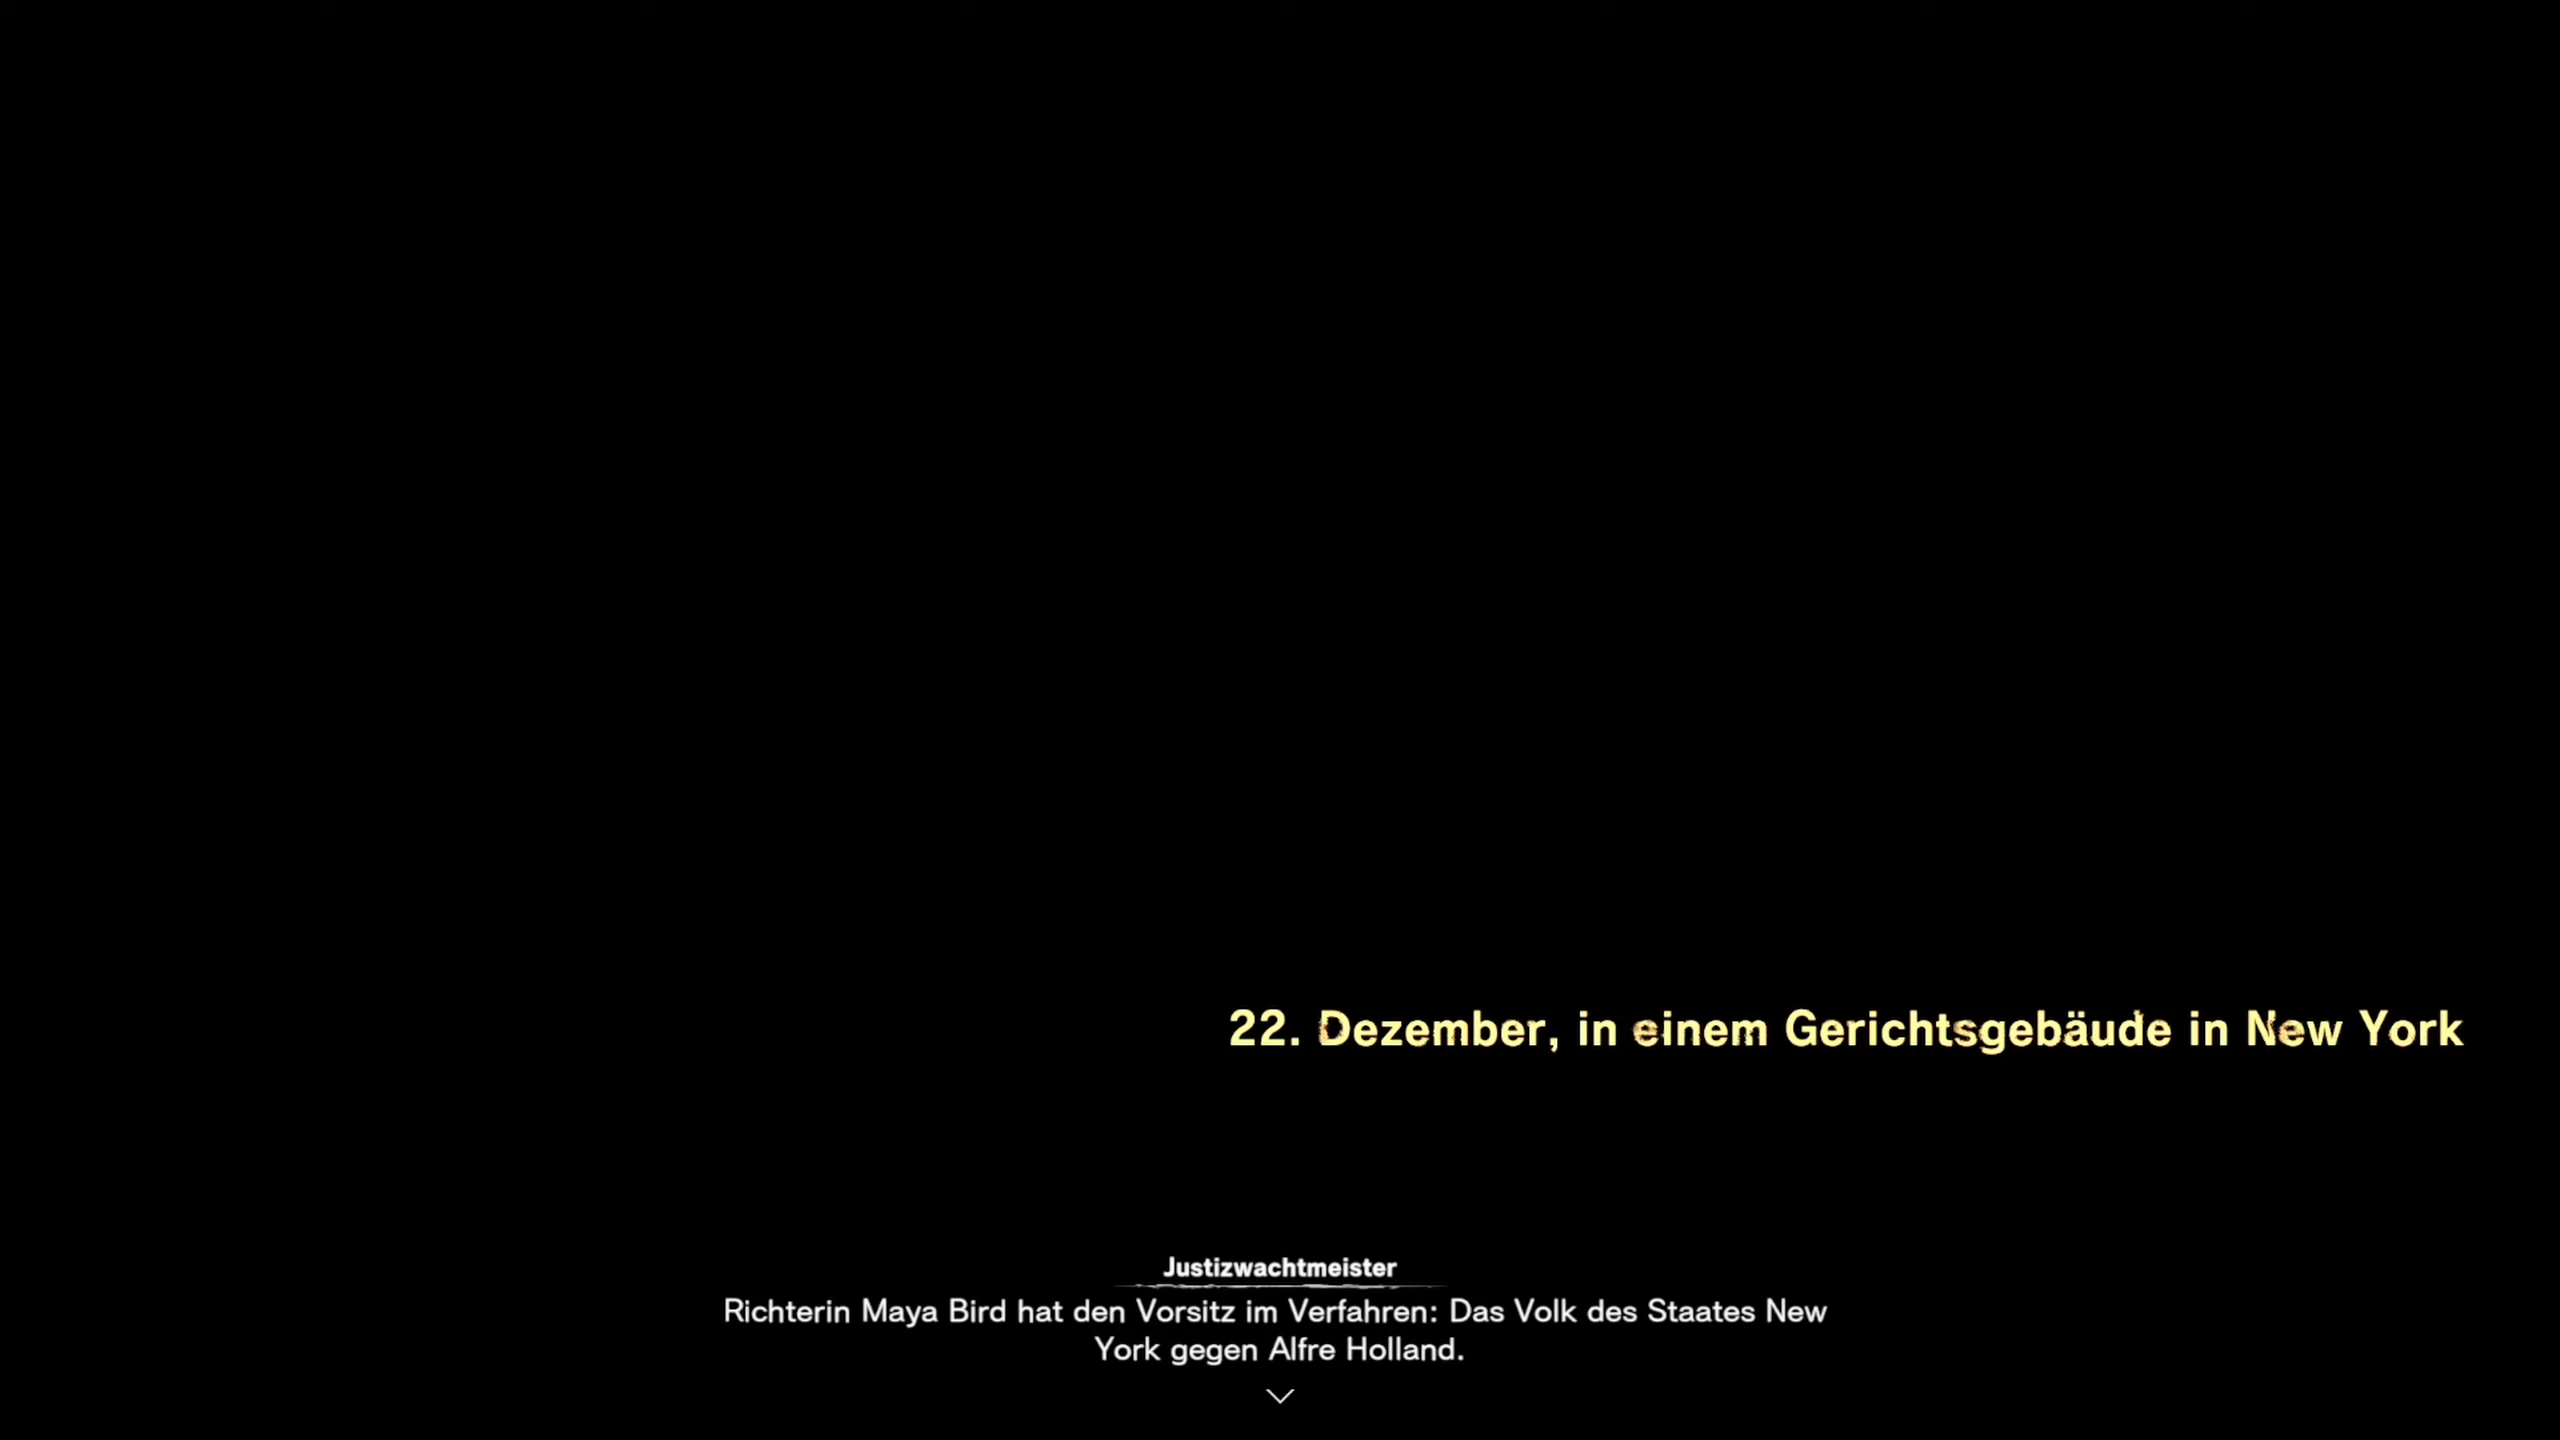 22. Dezember, in einem Gerichtsgebäude in New York
Justizwachtmeister
Richterin Maya Bird hat den Vorsitz im Verfahren: Das Volk des Staates New
York gegen Alfre Holland.